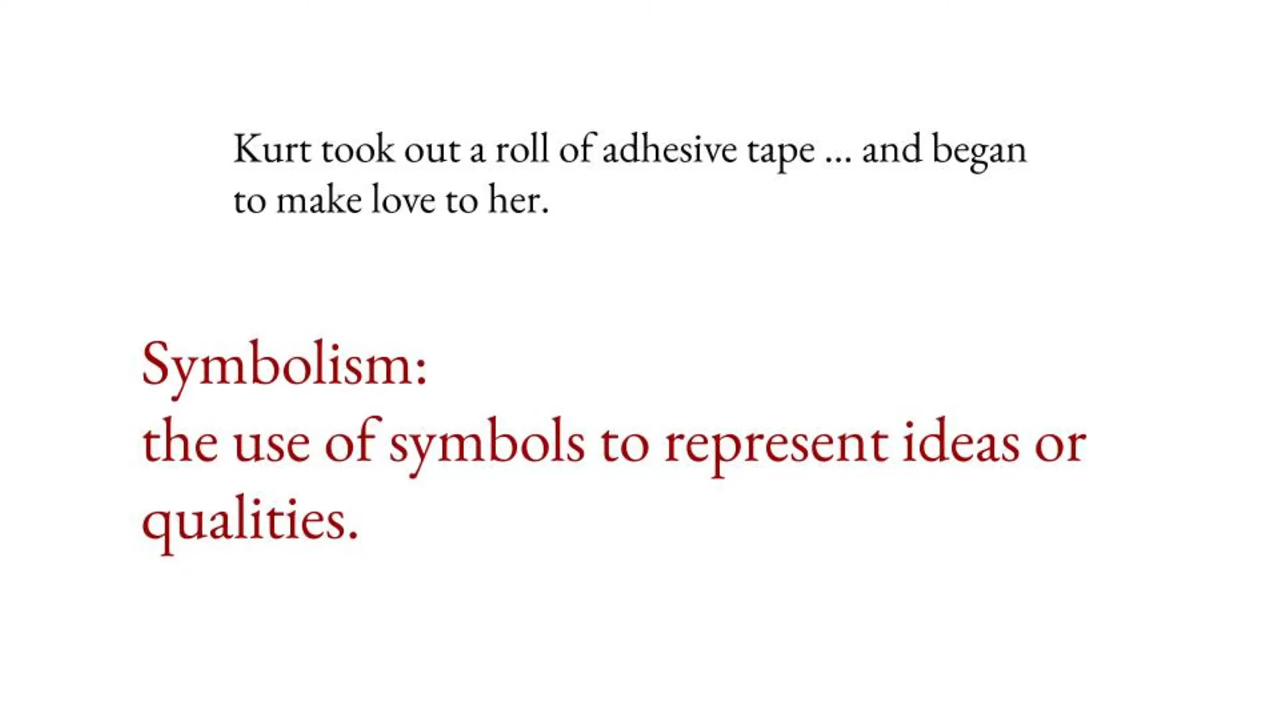 Kurt took out a roll of adhesive tape ... and began
to make love to her.
Symbolism:
the use of symbols to represent ideas or
qualities.